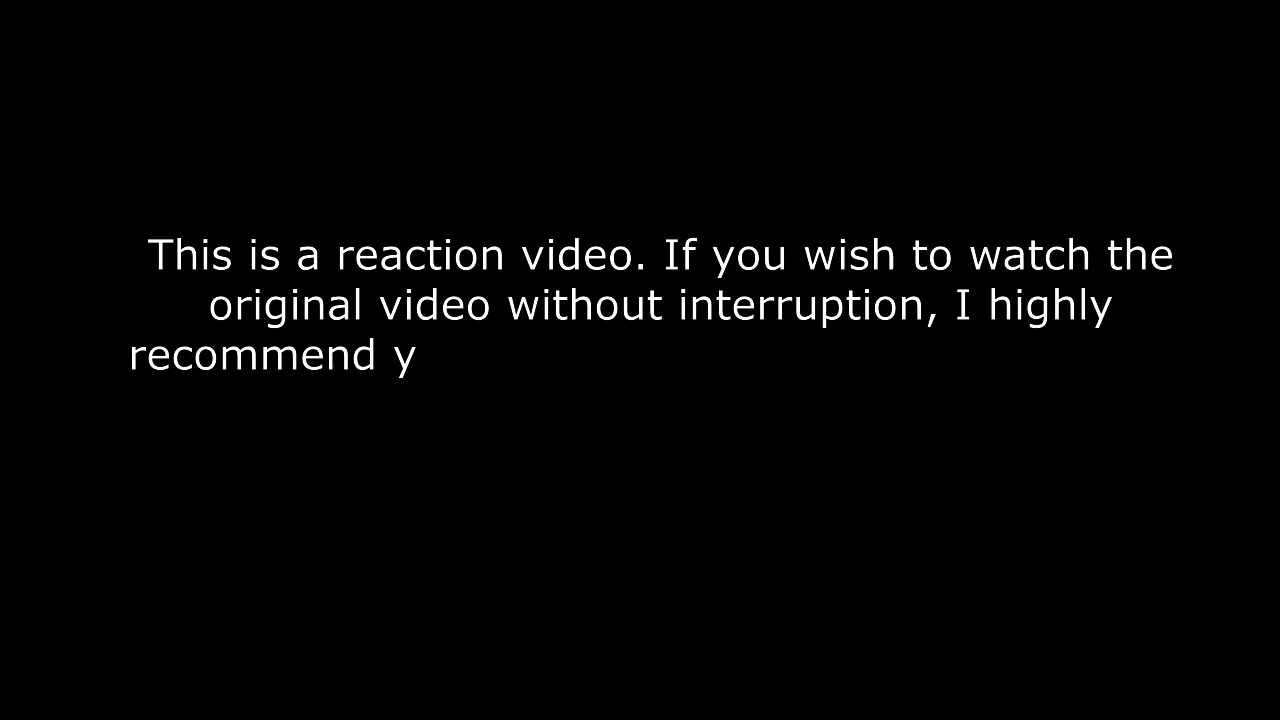 This is a reaction video. If you wish to watch the
original video without interruption, I highly
recommend y